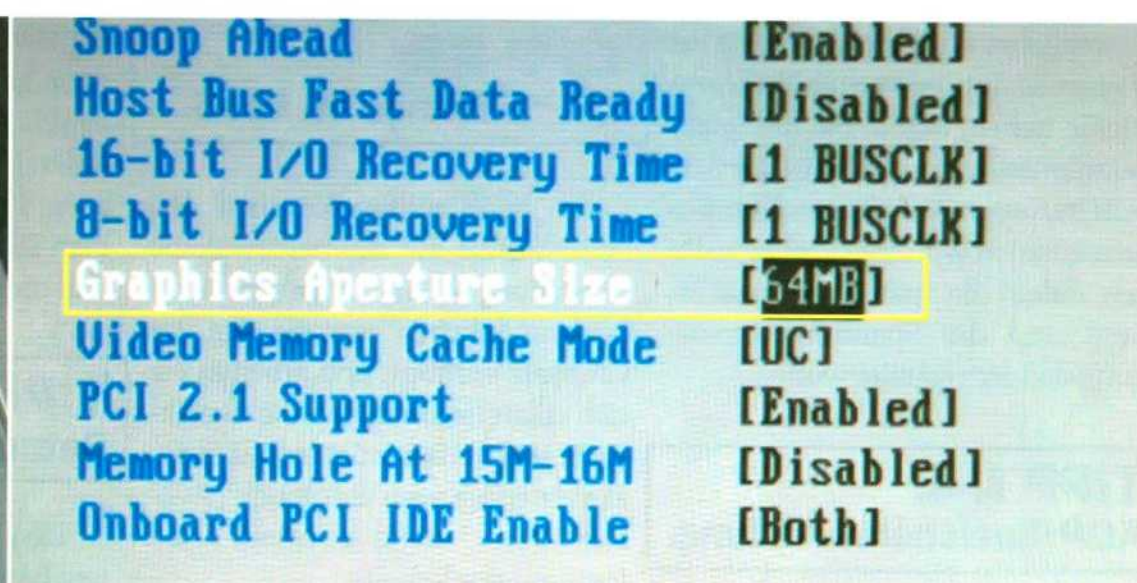 Snoop Ahead [Enabled]
Host Bus Fast Data Ready [Disabled]
16-bit I/O Recovery Time [1 BUSCLK]
8-bit I/O Recovery Time [1 BUSCLK]
Graphics Aperture Size [64MB]
Video Memory Cache Mode [UC]
PCI 2.1 Support [Enabled]
Memory Hole At 15M-16M [Disabled]
Onboard PCI IDE Enable [Both]